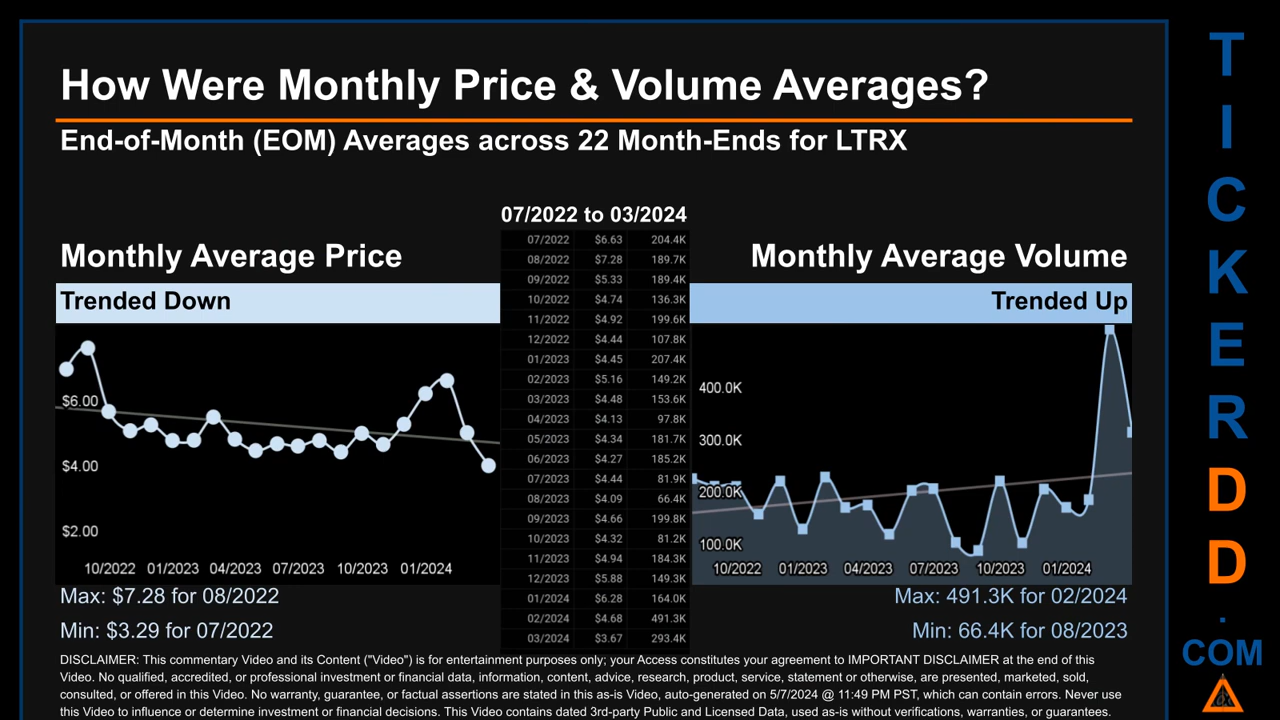 How Were Monthly Price & Volume Averages?
End-of-Month (EOM) Averages across 22 Month-Ends for LTRX
07/2022 to 03/2024
Monthly Average Price
Trended Down
$6.00
$4.00
$2.00
10/2022 01/2023 04/2023 07/2023 10/2023 01/2024
Max: $7.28 for 08/2022
Min: $3.29 for 07/2022
07/2022 $6.63 204.4K
08/2022 $7.28 189.7K
09/2022 $5.33 189.4K
10/2022 $4.74 136.3K
11/2022 $4.92 199.6K
12/2022 $4.44 107.8K
01/2023 $4.45 207.4K
02/2023 $5.16 149.2K
03/2023 $4.48 153.6K
04/2023 $4.13 97.8K
05/2023 $4.34 181.7K
06/2023 $4.27 185.2K
07/2023 $4.44 81.9K
08/2023 $4.09 66.4K
09/2023 $4.66 199.8K
10/2023 $4.32 81.2K
11/2023 $4.94 184.3K
12/2023 $5.88 149.3K
01/2024 $6.28 164.0K
02/2024 $4.68 491.3K
03/2024 $3.67 293.4K
Monthly Average Volume
Trended Up
400.0K
300.0K
200.0K
100.0K
10/2022 01/2023 04/2023 07/2023 10/2023 01/2024
Max: 491.3K for 02/2024
Min: 66.4K for 08/2023
DISCLAIMER: This commentary Video and its Content ("Video") is for entertainment purposes only; your Access constitutes your agreement to IMPORTANT DISCLAIMER at the end of this
Video. No qualified, accredited, or professional investment or financial data, information, content, advice, research, product, service, statement or otherwise, are presented, marketed, sold,
consulted, or offered in this Video. No warranty, guarantee, or factual assertions are stated in this as-is Video, auto-generated on 5/7/2024 @ 11:49 PM PST, which can contain errors. Never use
this Video to influence or determine investment or financial decisions. This Video contains dated 3rd-party Public and Licensed Data, used as-is without verifications, warranties, or guarantees.
T
I
C
K
E
R
D
D
.
COM